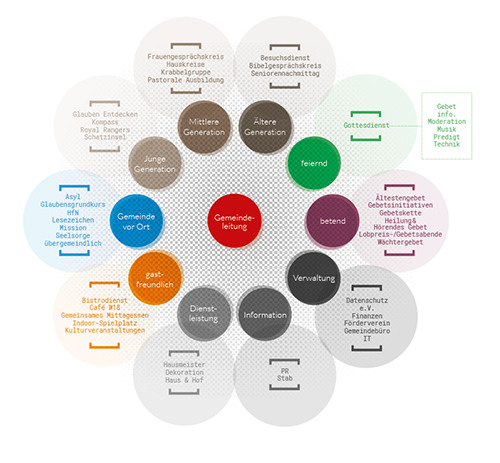 Frauengesprächskreis
Hauskreise
Krabbelgruppe
Pastorale Ausbildung
Besuchsdienst
Bibelgesprächskreis
Seniorennachmittag
Mittlere
Generation
Ältere
Generation
Glauben Entdecken
Kompass
Royal Rangers
Schatzinsel
Junge
Generation
feiernd
Gottesdienst
Gebet
info.
Moderation
Musik
Predigt
Technik
Asyl
Glaubensgrundkurs
HfN
Lesezeichen
Mission
Seelsorge
übergemeindlich
Gemeinde
vor Ort
Gemeinde-
leitung
betend
Ältestengebet
Gebetsinitiativen
Gebetskette
Heilung&
Hörendes Gebet
Lobpreis-/Gebetsabende
Wächtergebet
gast-
freundlich
Bistrodienst
Café W18
Gemeinsames Mittagessen
Indoor-Spielplatz
Kulturveranstaltungen
Verwaltung
Datenschutz
e.V.
Finanzen
Förderverein
Gemeindebüro
IT
Dienst-
leistung
Information
Hausmeister
Dekoration
Haus & Hof
PR
Stab